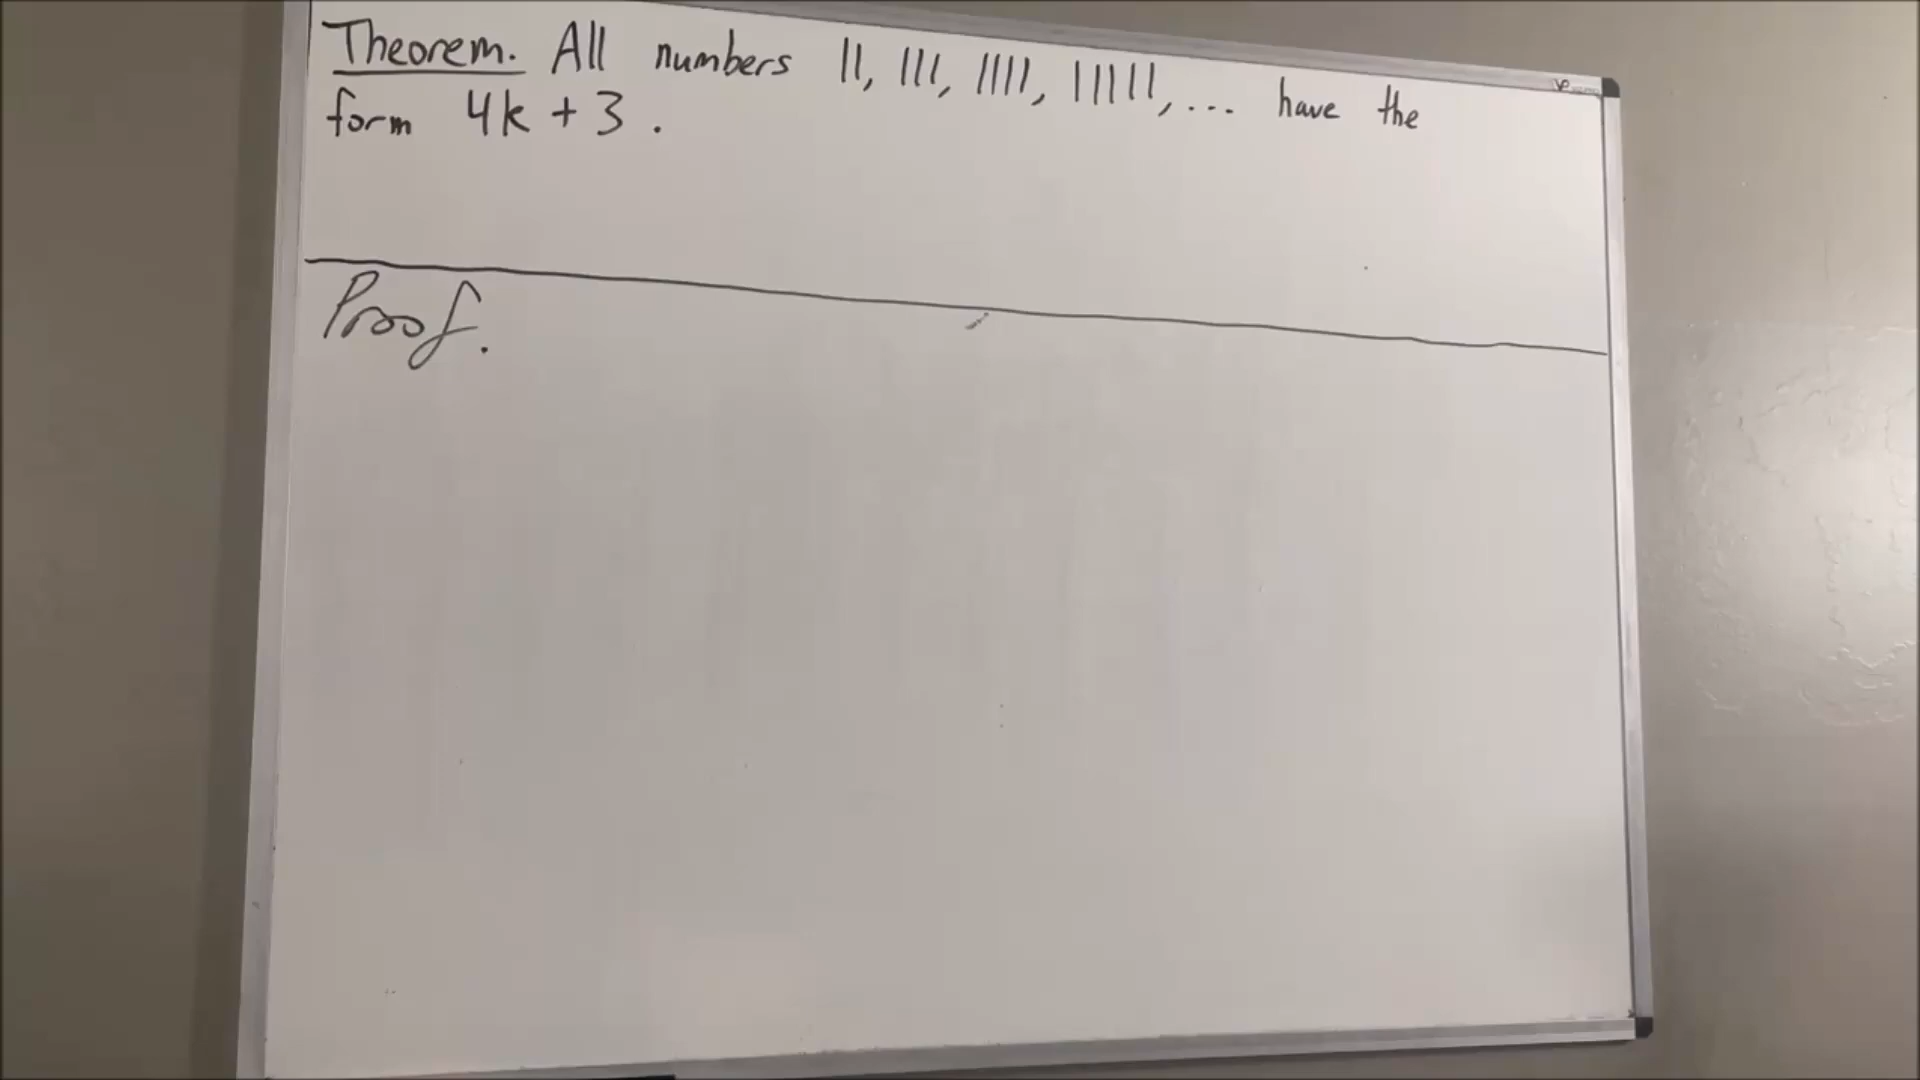 Theorem. All numbers 11, 111, 1111, 11111, ... have the
form 4k + 3 .
Proof.